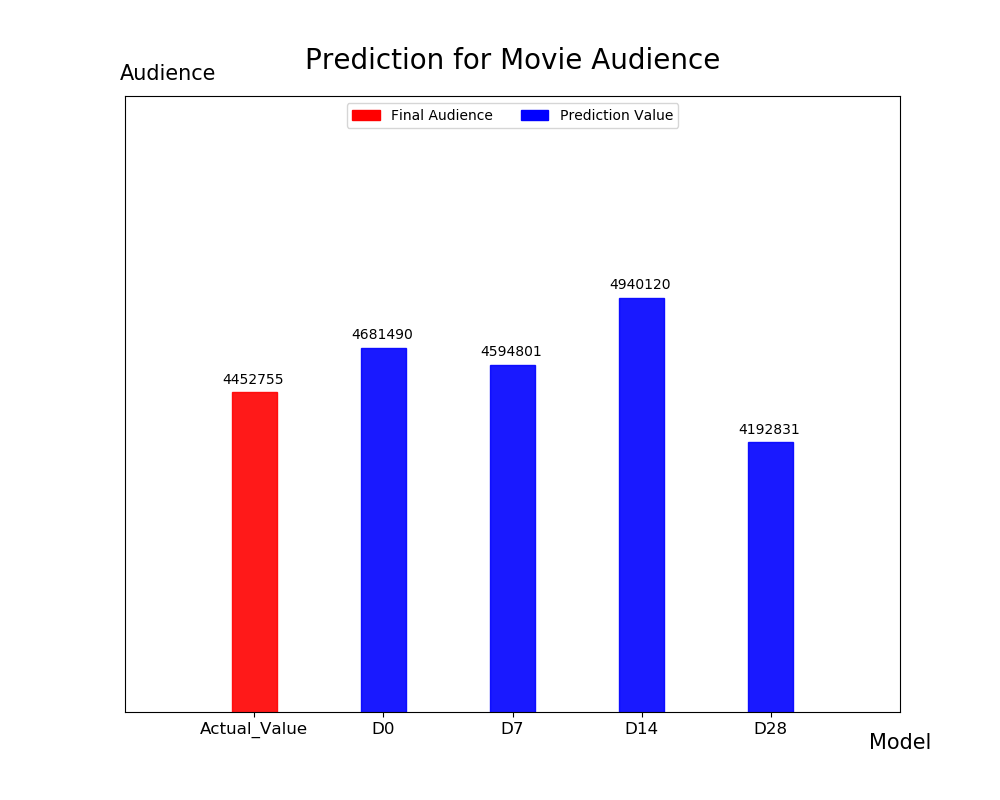 Prediction for Movie Audience
Audience
Final Audience
Prediction Value
4940120
4681490
4594801
4452755
4192831
Actual_Value
D0
D7
D14
D28
Model